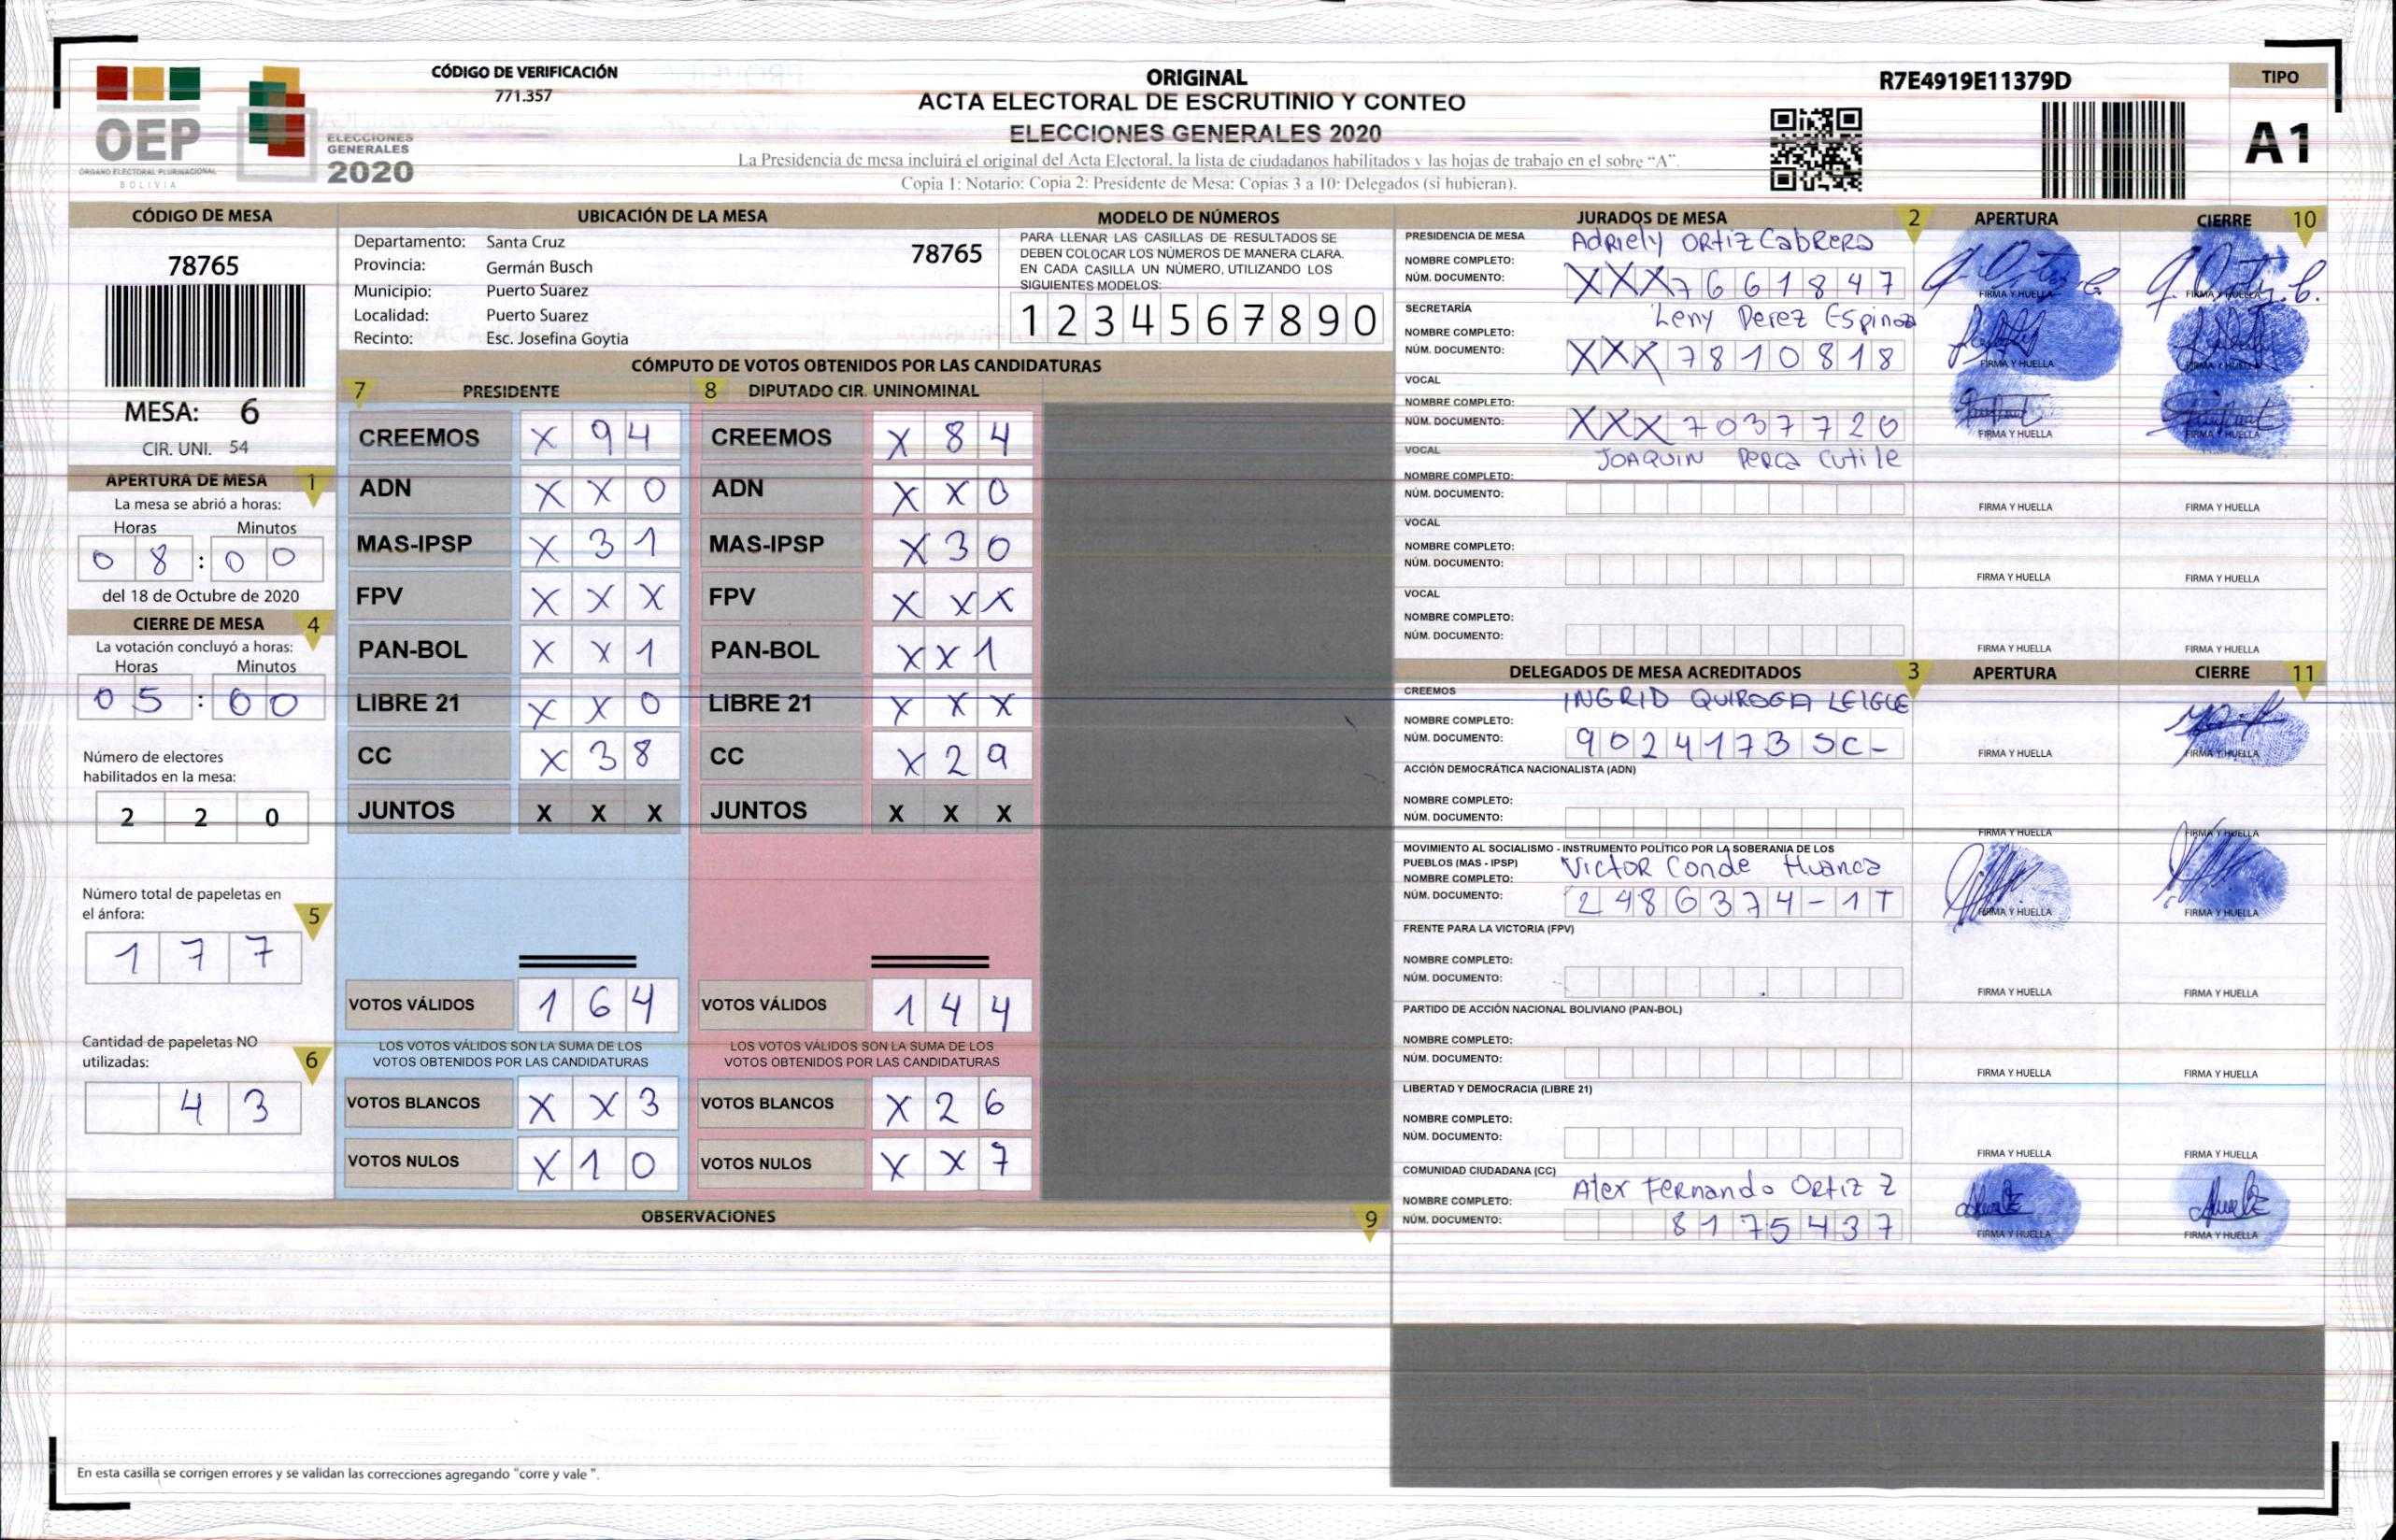 CÓDIGO DE VERIFICACIÓN
771.357
OEP
ÓRGANO ELECTORAL PLURINACIONAL
BOLIVIA
ELECCIONES
GENERALES
2020
ORIGINAL
ACTA ELECTORAL DE ESCRUTINIO Y CONTEO
ELECCIONES GENERALES 2020
La Presidencia de mesa incluirá el original del Acta Electoral, la lista de ciudadanos habilitados y las hojas de trabajo en el sobre “A”.
Copia 1: Notario; Copia 2: Presidente de Mesa; Copias 3 a 10: Delegados (si hubieran).
R7E4919E11379D
TIPO
A1
CÓDIGO DE MESA
78765
MESA: 6
CIR. UNI. 54
APERTURA DE MESA 1
La mesa se abrió a horas:
Horas Minutos
0 8 : 0 0
del 18 de Octubre de 2020
CIERRE DE MESA 4
La votación concluyó a horas:
Horas Minutos
0 5 : 0 0
Número de electores
habilitados en la mesa:
2 2 0
Número total de papeletas en
el ánfora: 5
1 7 7
Cantidad de papeletas NO
utilizadas: 6
4 3
UBICACIÓN DE LA MESA
Departamento: Santa Cruz 78765
Provincia: Germán Busch
Municipio: Puerto Suarez
Localidad: Puerto Suarez
Recinto: Esc. Josefina Goytia
MODELO DE NÚMEROS
PARA LLENAR LAS CASILLAS DE RESULTADOS SE
DEBEN COLOCAR LOS NÚMEROS DE MANERA CLARA.
EN CADA CASILLA UN NÚMERO, UTILIZANDO LOS
SIGUIENTES MODELOS:
1 2 3 4 5 6 7 8 9 0
CÓMPUTO DE VOTOS OBTENIDOS POR LAS CANDIDATURAS
7 PRESIDENTE 8 DIPUTADO CIR. UNINOMINAL
CREEMOS X 9 4 CREEMOS X 8 4
ADN X X 0 ADN X X 0
MAS-IPSP X 3 1 MAS-IPSP X 3 0
FPV X X X FPV X X X
PAN-BOL X X 1 PAN-BOL X X 1
LIBRE 21 X X 0 LIBRE 21 X X X
CC X 3 8 CC X 2 9
JUNTOS X X X JUNTOS X X X
VOTOS VÁLIDOS 1 6 4 VOTOS VÁLIDOS 1 4 4
LOS VOTOS VÁLIDOS SON LA SUMA DE LOS LOS VOTOS VÁLIDOS SON LA SUMA DE LOS
VOTOS OBTENIDOS POR LAS CANDIDATURAS VOTOS OBTENIDOS POR LAS CANDIDATURAS
VOTOS BLANCOS X X 3 VOTOS BLANCOS X 2 6
VOTOS NULOS X 1 0 VOTOS NULOS X X 7
OBSERVACIONES 9
En esta casilla se corrigen errores y se validan las correcciones agregando "corre y vale ".
JURADOS DE MESA 2 APERTURA CIERRE 10
PRESIDENCIA DE MESA Adriely Ortiz Cabrera
NOMBRE COMPLETO:
NÚM. DOCUMENTO: XXX7661847 FIRMA Y HUELLA FIRMA Y HUELLA
SECRETARÍA Leny Perez Espinoza
NOMBRE COMPLETO:
NÚM. DOCUMENTO: XXX7810818 FIRMA Y HUELLA FIRMA Y HUELLA
VOCAL
NOMBRE COMPLETO:
NÚM. DOCUMENTO: XXX7037720 FIRMA Y HUELLA FIRMA Y HUELLA
VOCAL JOAQUIN Perca Cutile
NOMBRE COMPLETO:
NÚM. DOCUMENTO: FIRMA Y HUELLA FIRMA Y HUELLA
VOCAL
NOMBRE COMPLETO:
NÚM. DOCUMENTO: FIRMA Y HUELLA FIRMA Y HUELLA
VOCAL
NOMBRE COMPLETO:
NÚM. DOCUMENTO: FIRMA Y HUELLA FIRMA Y HUELLA
DELEGADOS DE MESA ACREDITADOS 3 APERTURA CIERRE 11
CREEMOS INGRID QUIROGA
NOMBRE COMPLETO:
NÚM. DOCUMENTO: 9024173 SC- FIRMA Y HUELLA FIRMA Y HUELLA
ACCIÓN DEMOCRÁTICA NACIONALISTA (ADN)
NOMBRE COMPLETO:
NÚM. DOCUMENTO: FIRMA Y HUELLA FIRMA Y HUELLA
MOVIMIENTO AL SOCIALISMO - INSTRUMENTO POLÍTICO POR LA SOBERANIA DE LOS
PUEBLOS (MAS - IPSP) Victor Conde Huanca
NOMBRE COMPLETO:
NÚM. DOCUMENTO: 2486374-1T FIRMA Y HUELLA FIRMA Y HUELLA
FRENTE PARA LA VICTORIA (FPV)
NOMBRE COMPLETO:
NÚM. DOCUMENTO: FIRMA Y HUELLA FIRMA Y HUELLA
PARTIDO DE ACCIÓN NACIONAL BOLIVIANO (PAN-BOL)
NOMBRE COMPLETO:
NÚM. DOCUMENTO: FIRMA Y HUELLA FIRMA Y HUELLA
LIBERTAD Y DEMOCRACIA (LIBRE 21)
NOMBRE COMPLETO:
NÚM. DOCUMENTO: FIRMA Y HUELLA FIRMA Y HUELLA
COMUNIDAD CIUDADANA (CC) Alex Fernando Ortiz Z
NOMBRE COMPLETO:
NÚM. DOCUMENTO: 8175437 FIRMA Y HUELLA FIRMA Y HUELLA